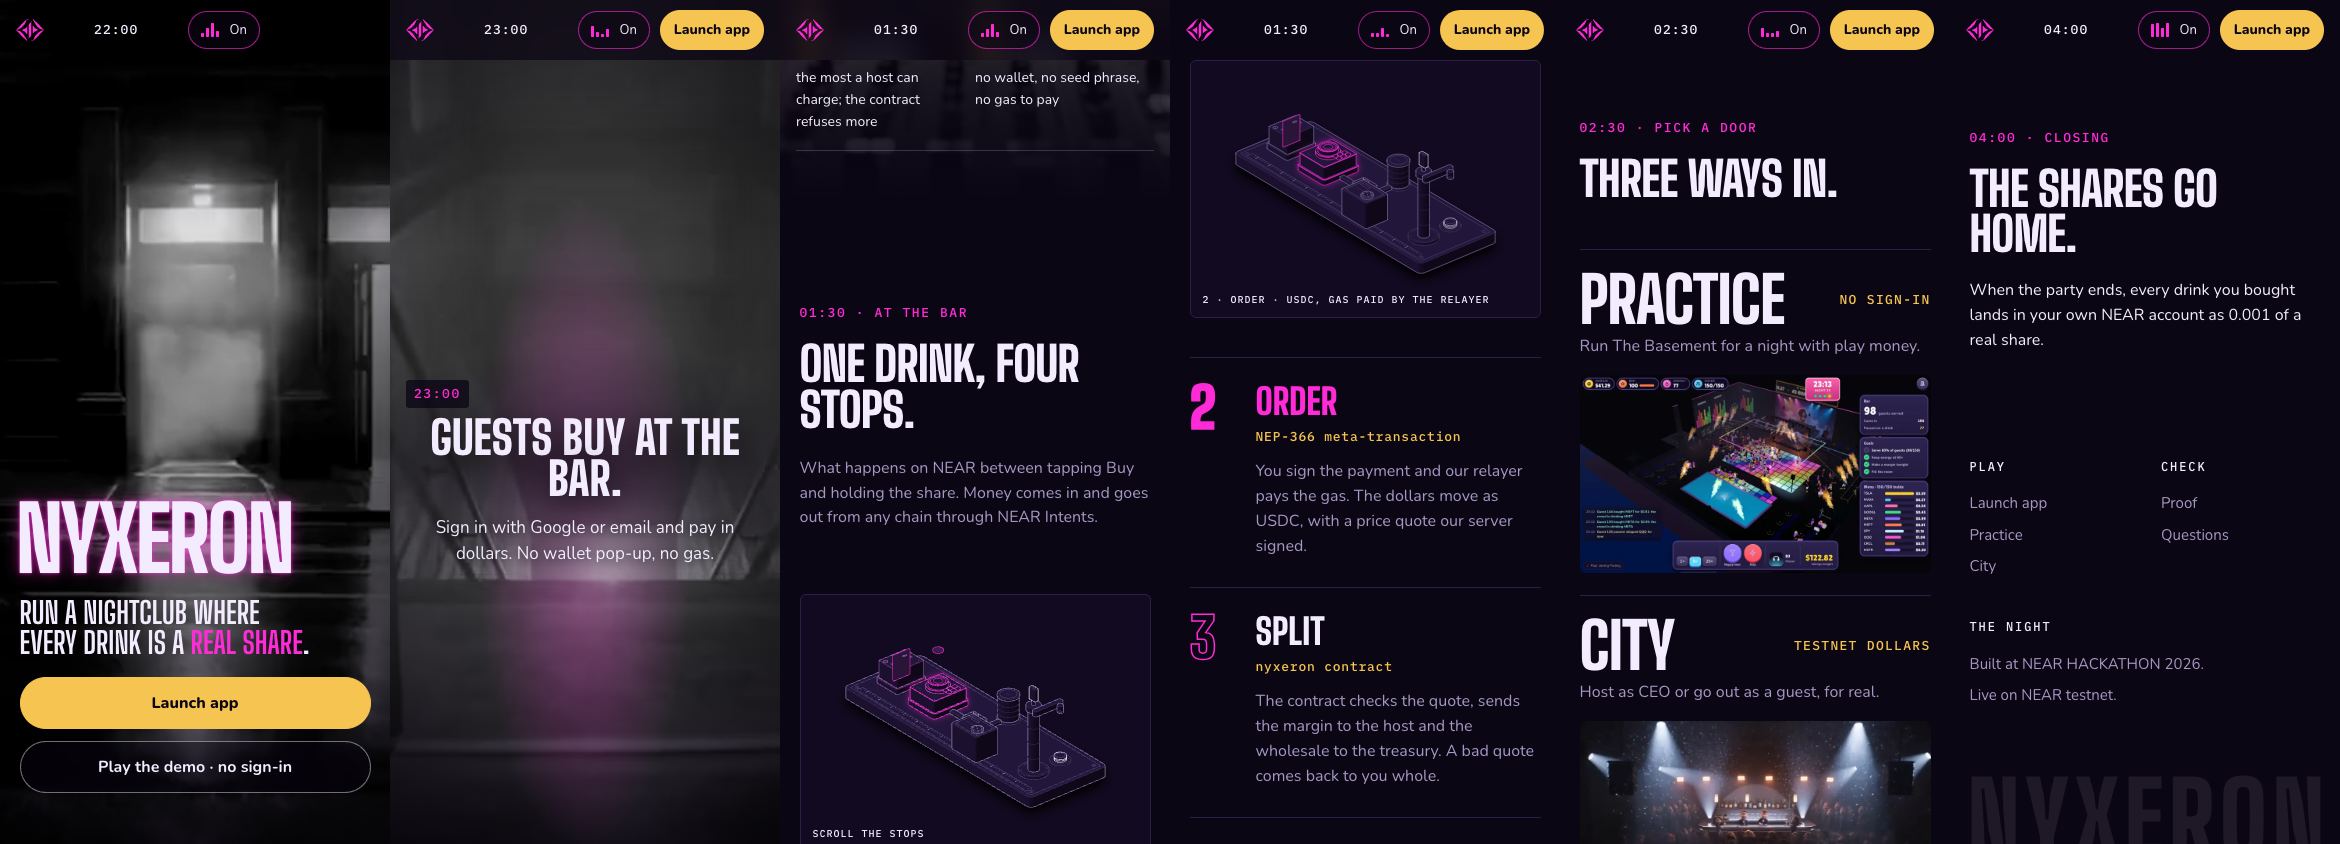 22:00
On
NYXERON
RUN A NIGHTCLUB WHERE
EVERY DRINK IS A REAL SHARE.
Launch app
Play the demo · no sign-in
23:00
On
Launch app
23:00
GUESTS BUY AT THE
BAR.
Sign in with Google or email and pay in
dollars. No wallet pop-up, no gas.
01:30
On
Launch app
the most a host can
charge; the contract
refuses more
no wallet, no seed phrase,
no gas to pay
01:30 · AT THE BAR
ONE DRINK, FOUR
STOPS.
What happens on NEAR between tapping Buy
and holding the share. Money comes in and goes
out from any chain through NEAR Intents.
SCROLL THE STOPS
01:30
On
Launch app
2 · ORDER · USDC, GAS PAID BY THE RELAYER
2
ORDER
NEP-366 meta-transaction
You sign the payment and our relayer
pays the gas. The dollars move as
USDC, with a price quote our server
signed.
3
SPLIT
nyxeron contract
The contract checks the quote, sends
the margin to the host and the
wholesale to the treasury. A bad quote
comes back to you whole.
02:30
On
Launch app
02:30 · PICK A DOOR
THREE WAYS IN.
PRACTICE
NO SIGN-IN
Run The Basement for a night with play money.
23:13
98
$122.82
CITY
TESTNET DOLLARS
Host as CEO or go out as a guest, for real.
04:00
On
Launch app
04:00 · CLOSING
THE SHARES GO
HOME.
When the party ends, every drink you bought
lands in your own NEAR account as 0.001 of a
real share.
PLAY
Launch app
Practice
City
CHECK
Proof
Questions
THE NIGHT
Built at NEAR HACKATHON 2026.
Live on NEAR testnet.
NYXERON